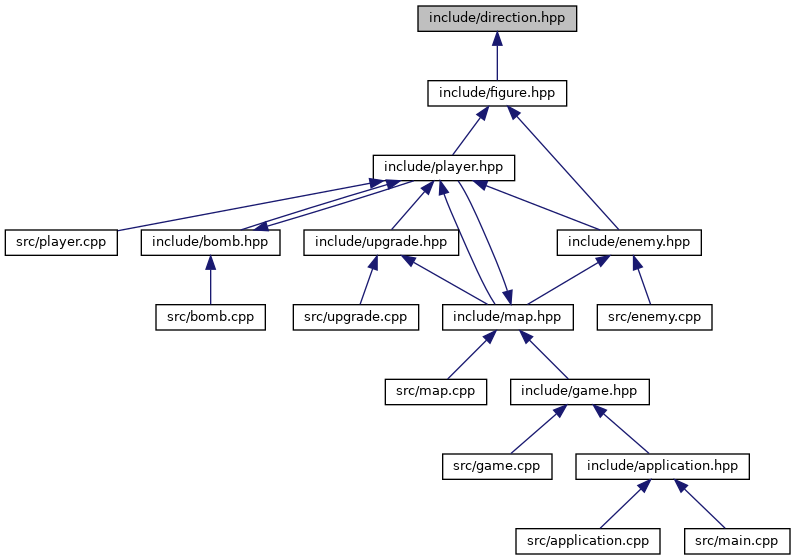 include/direction.hpp
include/figure.hpp
include/player.hpp
src/player.cpp
include/bomb.hpp
include/upgrade.hpp
include/enemy.hpp
src/bomb.cpp
src/upgrade.cpp
include/map.hpp
src/enemy.cpp
src/map.cpp
include/game.hpp
src/game.cpp
include/application.hpp
src/application.cpp
src/main.cpp